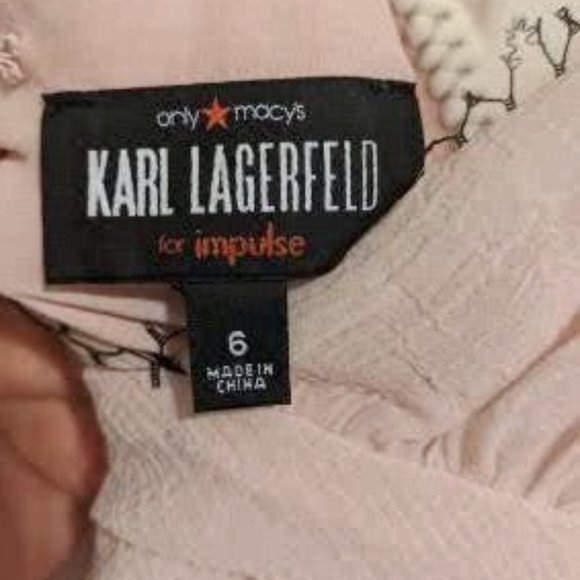 only★macy's
KARL LAGERFELD
for impulse
6
MADE IN
CHINA